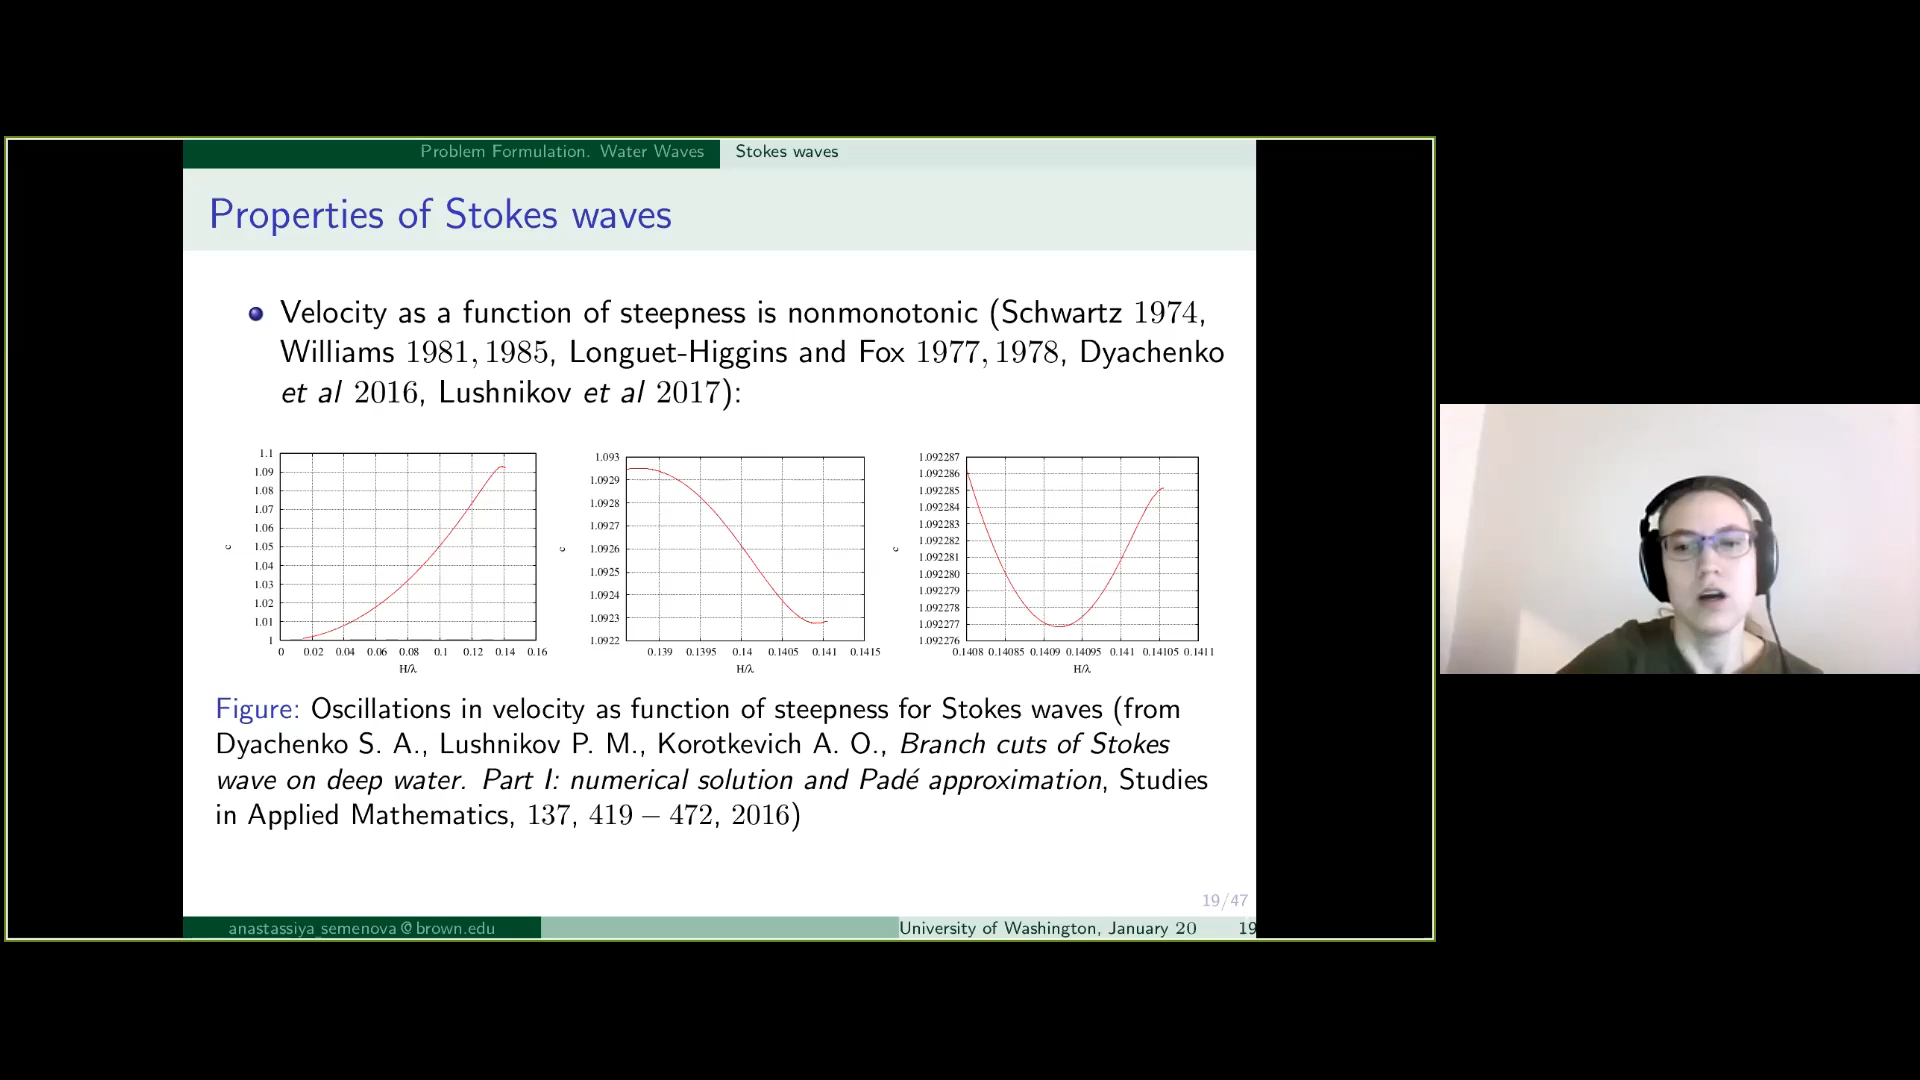 Problem Formulation. Water Waves Stokes waves
Properties of Stokes waves
Velocity as a function of steepness is nonmonotonic (Schwartz 1974,
Williams 1981, 1985, Longuet-Higgins and Fox 1977, 1978, Dyachenko
et al 2016, Lushnikov et al 2017):
1.1
1.09
1.08
1.07
1.06
1.05
1.04
1.03
1.02
1.01
1
c
0 0.02 0.04 0.06 0.08 0.1 0.12 0.14 0.16
H/λ
1.093
1.0929
1.0928
1.0927
1.0926
1.0925
1.0924
1.0923
1.0922
c
0.139 0.1395 0.14 0.1405 0.141 0.1415
H/λ
1.092287
1.092286
1.092285
1.092284
1.092283
1.092282
1.092281
1.092280
1.092279
1.092278
1.092277
1.092276
c
0.1408 0.14085 0.1409 0.14095 0.141 0.14105 0.1411
H/λ
Figure: Oscillations in velocity as function of steepness for Stokes waves (from
Dyachenko S. A., Lushnikov P. M., Korotkevich A. O., Branch cuts of Stokes
wave on deep water. Part I: numerical solution and Padé approximation, Studies
in Applied Mathematics, 137, 419 – 472, 2016)
19/47
anastassiya_semenova@brown.edu University of Washington, January 20 19